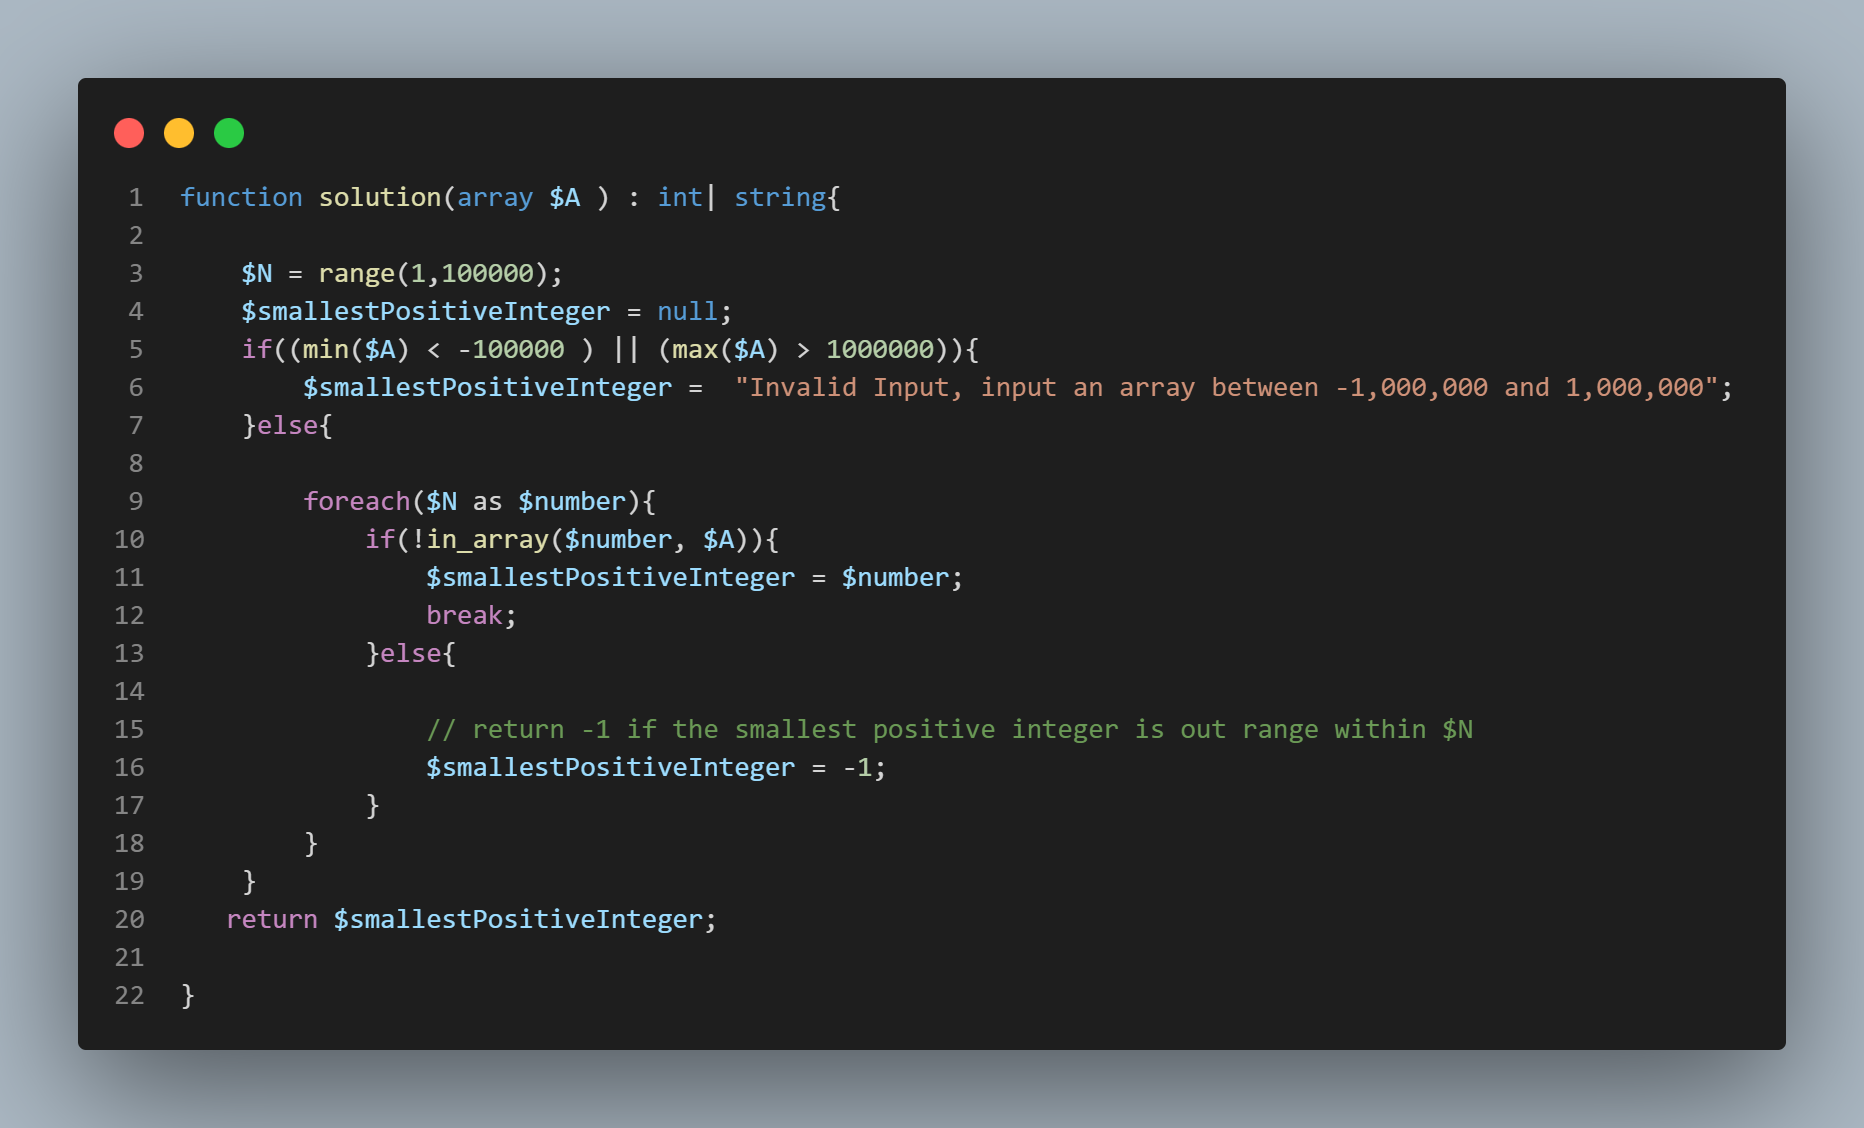 1 function solution(array $A ) : int| string{
2
3     $N = range(1,100000);
4     $smallestPositiveInteger = null;
5     if((min($A) < -100000 ) || (max($A) > 1000000)){
6         $smallestPositiveInteger =  "Invalid Input, input an array between -1,000,000 and 1,000,000";
7     }else{
8
9         foreach($N as $number){
10             if(!in_array($number, $A)){
11                 $smallestPositiveInteger = $number;
12                 break;
13             }else{
14
15                 // return -1 if the smallest positive integer is out range within $N
16                 $smallestPositiveInteger = -1;
17             }
18         }
19     }
20    return $smallestPositiveInteger;
21
22 }